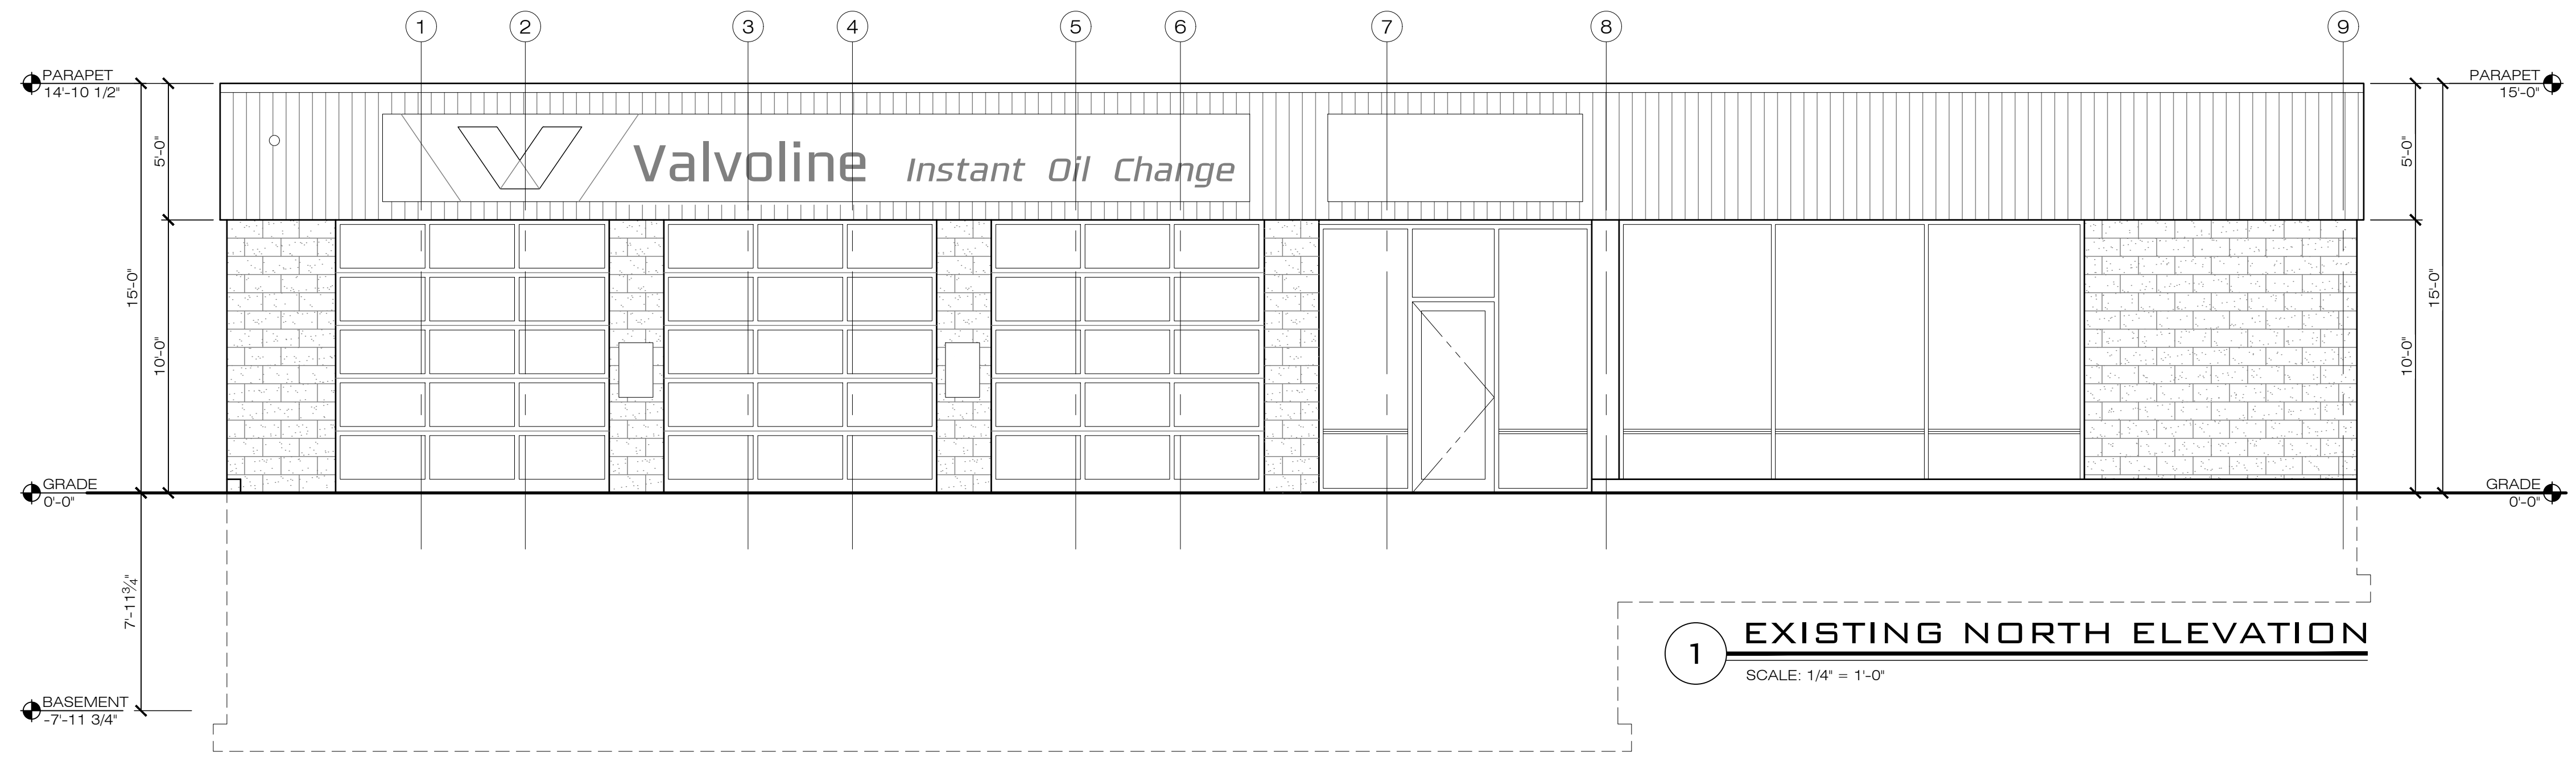 1 2 3 4 5 6 7 8 9
PARAPET
14'-10 1/2"
PARAPET
15'-0"
5'-0"
5'-0"
Valvoline Instant Oil Change
15'-0"
10'-0"
10'-0"
15'-0"
GRADE
0'-0"
GRADE
0'-0"
7'-11 3/4"
1 EXISTING NORTH ELEVATION
SCALE: 1/4" = 1'-0"
BASEMENT
-7'-11 3/4"